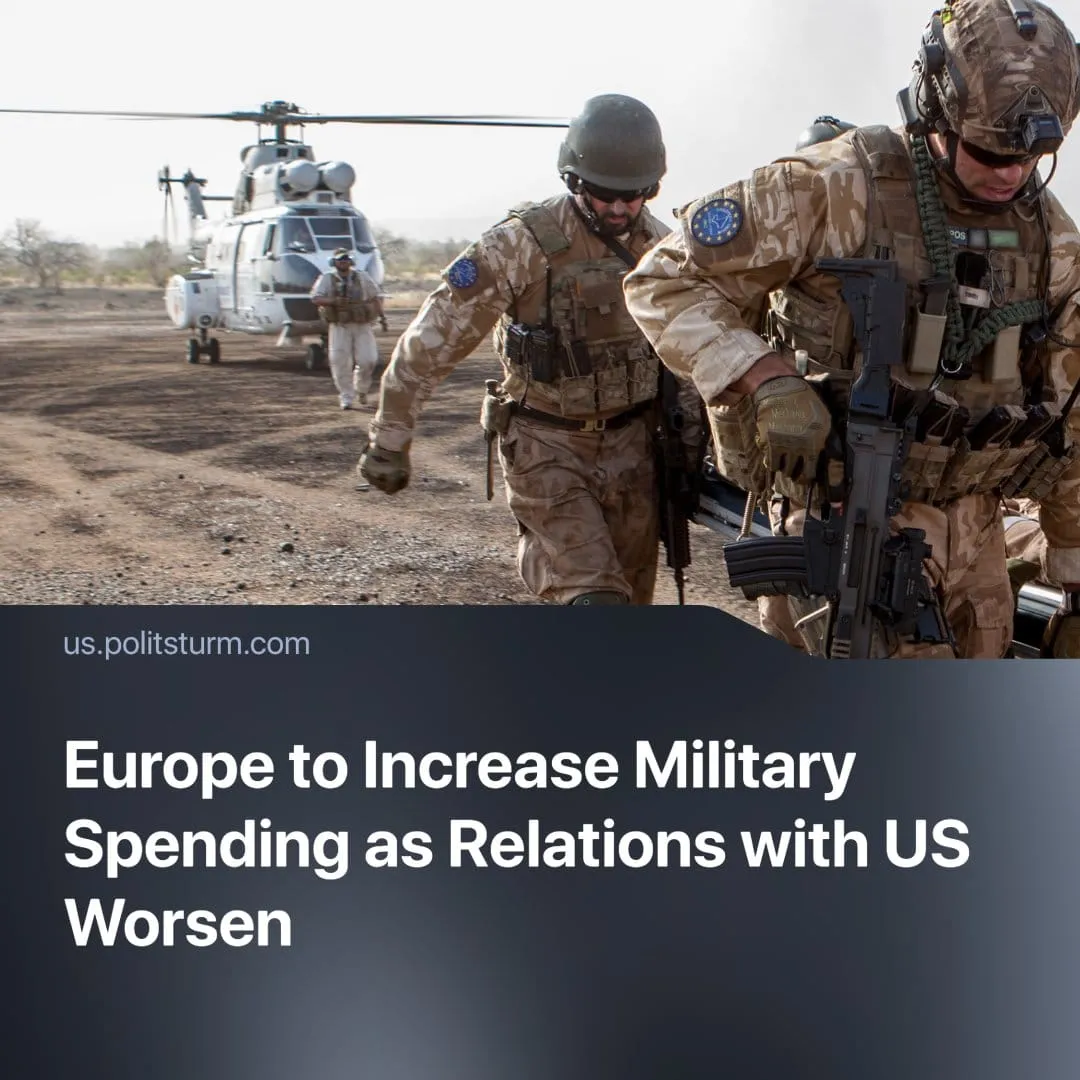 us.politsturm.com
Europe to Increase Military
Spending as Relations with US
Worsen